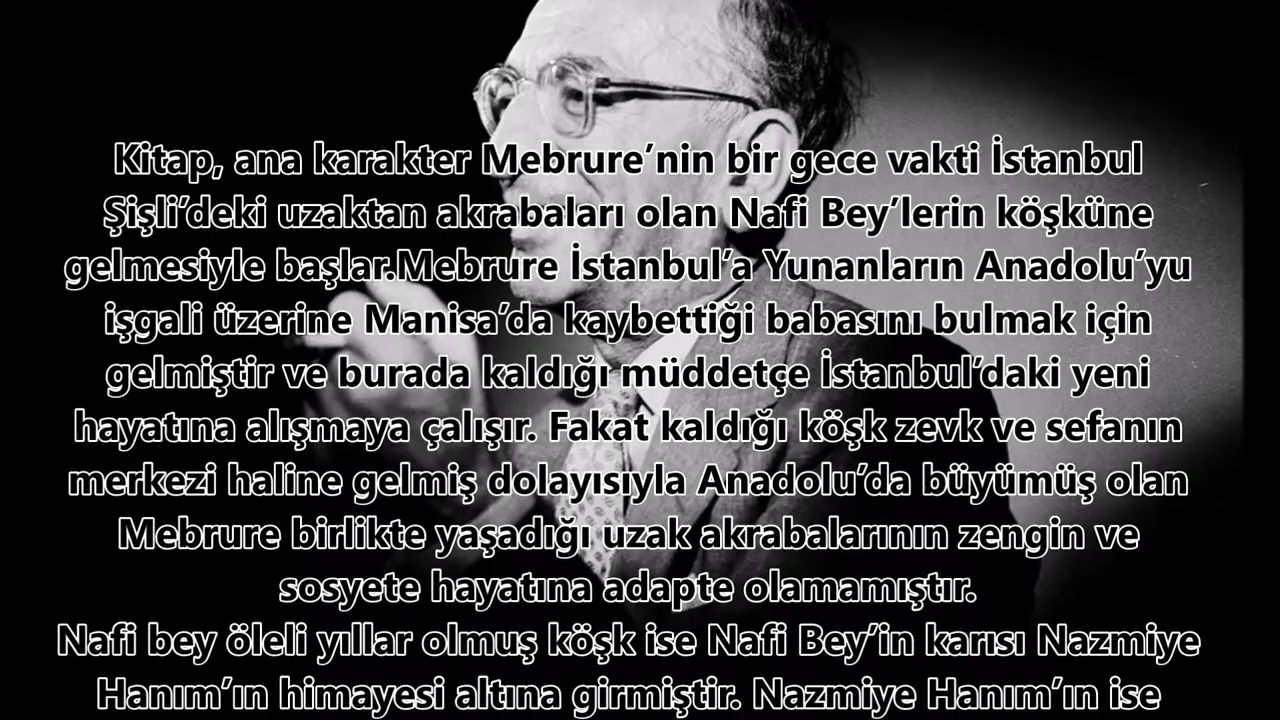 Kitap, ana karakter Mebrure’nin bir gece vakti İstanbul
Şişli’deki uzaktan akrabaları olan Nafi Bey’lerin köşküne
gelmesiyle başlar.Mebrure İstanbul’a Yunanların Anadolu’yu
işgali üzerine Manisa’da kaybettiği babasını bulmak için
gelmiştir ve burada kaldığı müddetçe İstanbul’daki yeni
hayatına alışmaya çalışır. Fakat kaldığı köşk zevk ve sefanın
merkezi haline gelmiş dolayısıyla Anadolu’da büyümüş olan
Mebrure birlikte yaşadığı uzak akrabalarının zengin ve
sosyete hayatına adapte olamamıştır.
Nafi bey öleli yıllar olmuş köşk ise Nafi Bey’in karısı Nazmiye
Hanım’ın himayesi altına girmiştir. Nazmiye Hanım’ın ise